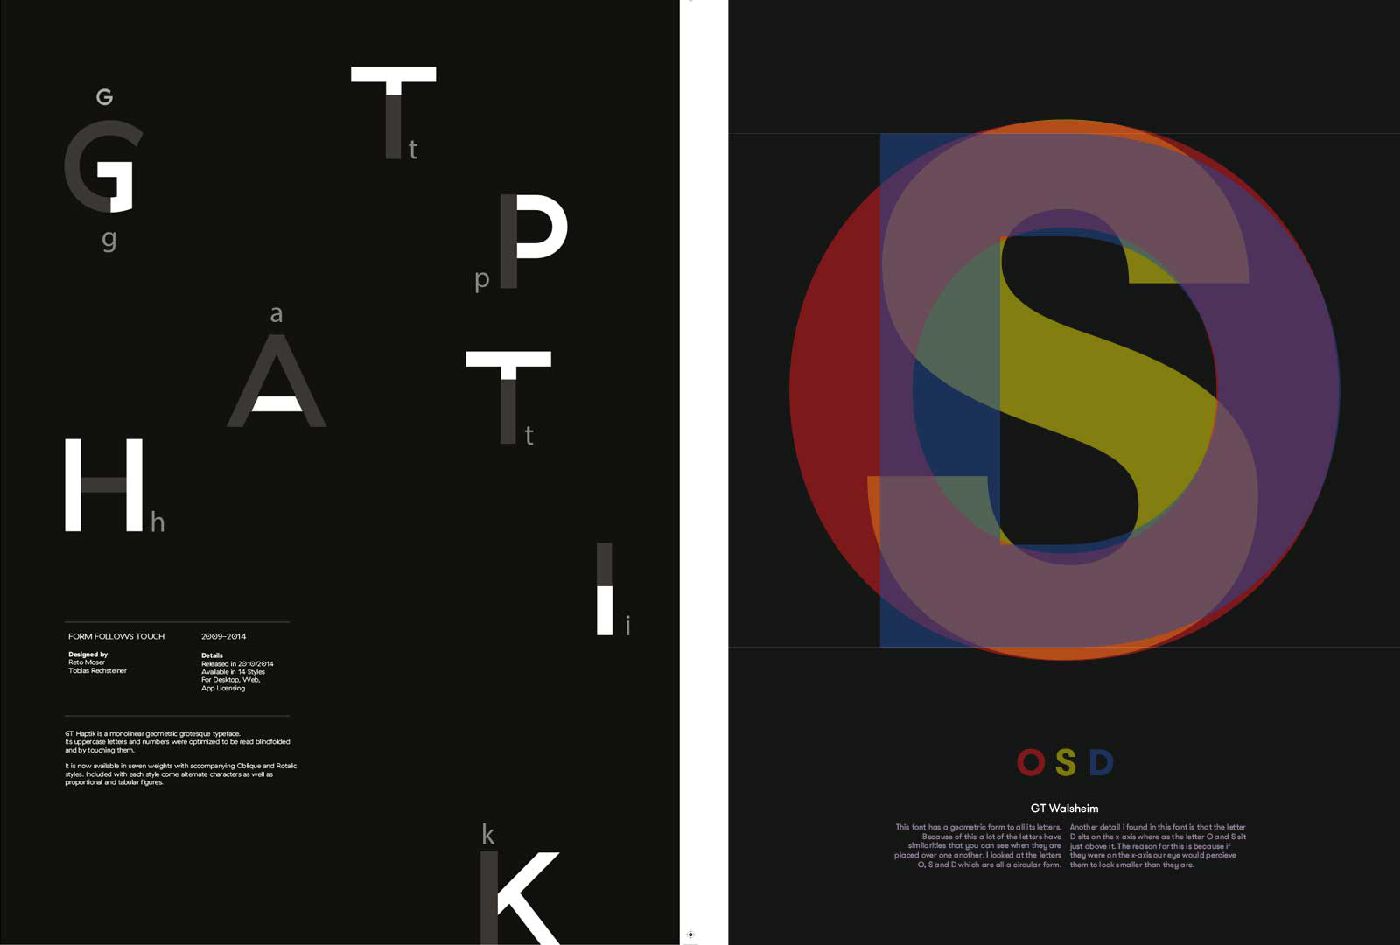 G
G
g
T
t
P
p
a
A
T
t
H
h
I
i
FORM FOLLOWS TOUCH
2009–2014
Designed by
Reto Moser
Tobias Rechsteiner
Details
Released in 2010/2014
Available in 14 Styles
For Desktop, Web,
App Licensing
GT Haptik is a monolinear geometric grotesque typeface.
Its uppercase letters and numbers were optimized to be read blindfolded
and by touching them.
It is now available in seven weights with accompanying Oblique and Rotalic
styles. Included with each style come alternate characters as well as
proportional and tabular figures.
k
K
O S D
O S D
GT Walsheim
This font has a geometric form to all its letters.
Because of this a lot of the letters have
similarities that you can see when they are
placed over one another. I looked at the letters
O, S and D which are all a circular form.
Another detail i found in this font is that the letter
D sits on the x-axis where as the letter O and S sit
just above it. The reason for this is because if
they were on the x-axis our eye would percieve
them to look smaller than they are.